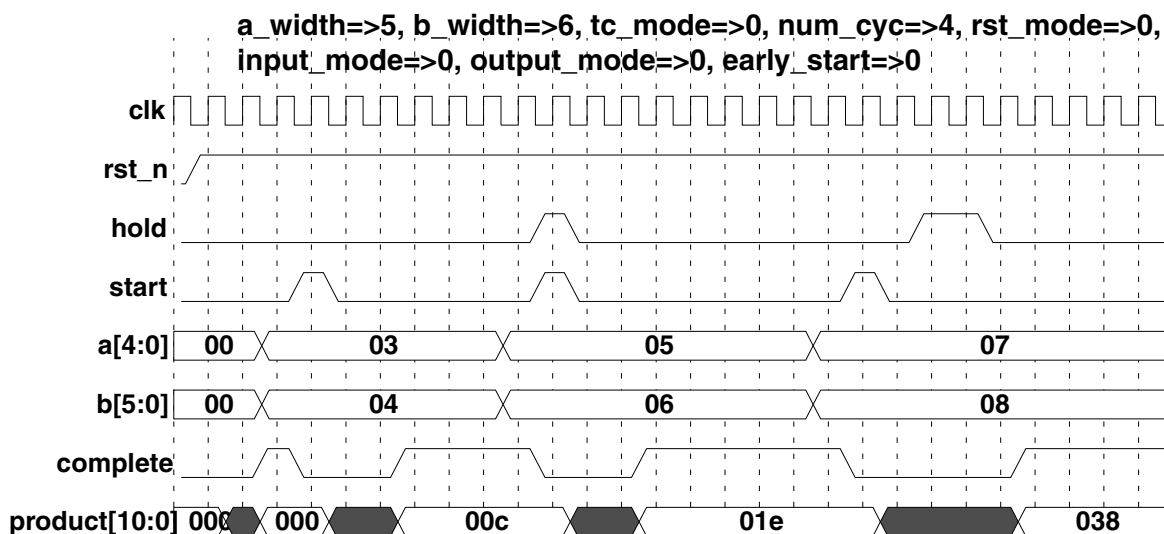 a_width=>5, b_width=>6, tc_mode=>0, num_cyc=>4, rst_mode=>0,
input_mode=>0, output_mode=>0, early_start=>0
clk
rst_n
hold
start
a[4:0] 00 03 05 07
b[5:0] 00 04 06 08
complete
product[10:0] 000 000 00c 01e 038